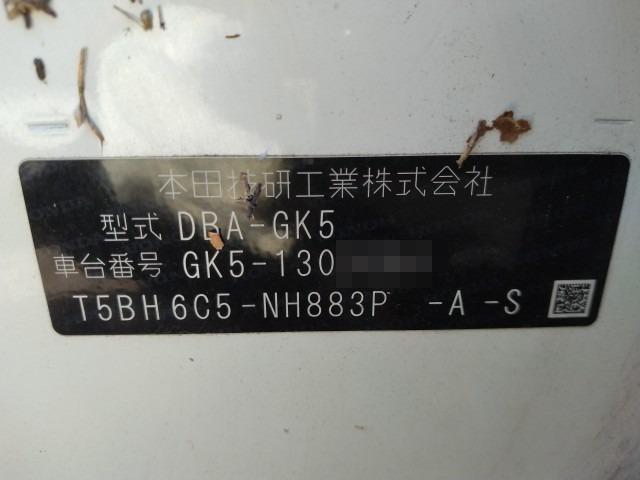 本田技研工業株式会社
型式 DBA-GK5
車台番号 GK5-130
T5BH6C5-NH883P -A -S